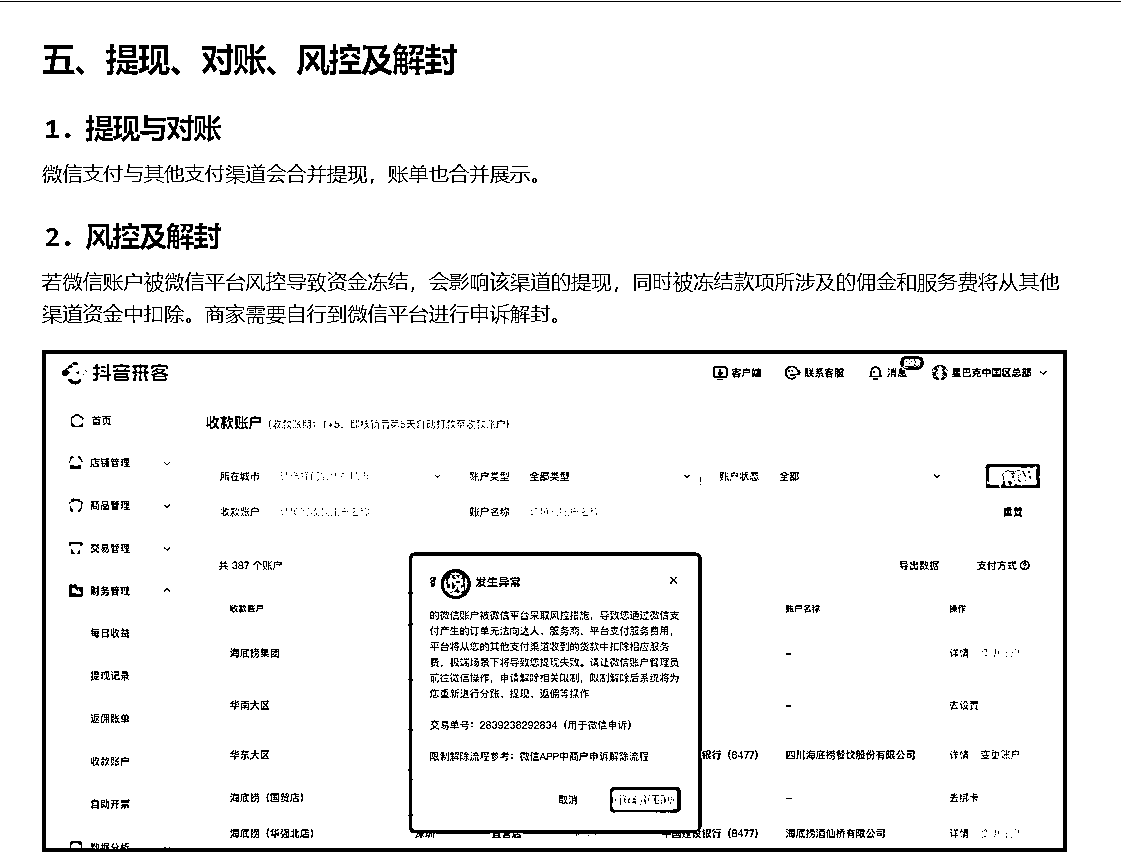 五、提现、对账、风控及解封
1. 提现与对账
微信支付与其他支付渠道会合并提现，账单也合并展示。
2. 风控及解封
若微信账户被微信平台风控导致资金冻结，会影响该渠道的提现，同时被冻结款项所涉及的佣金和服务费将从其他
渠道资金中扣除。商家需要自行到微信平台进行申诉解封。
抖音来客
客户端 联系客服 消息 星巴克中国区总部
首页
收款账户
店铺管理
所在城市 账户类型 全部类型 账户状态 全部
商品管理
收款账户 账户名称 重置
交易管理
共 387 个账户 导出数据 支付方式
财务管理
收款账户 账户名称 操作
每日收益
海底捞集团 - 详情
提现记录
华南大区 - 去设置
返佣账单
华东大区 银行（8477） 四川海底捞餐饮股份有限公司 详情 变更账户
收款账户
海底捞（国贸店） - 去绑卡
自动开票
海底捞（华强北店） 深圳 直营店 中国建设银行（8477） 海底捞酒仙桥有限公司 详情
数据分析
发生异常
的微信账户被微信平台采取风控措施，导致您通过微信支
付产生的订单无法向达人、服务商、平台支付服务费用，
平台将从您的其他支付渠道收到的货款中扣除相应服务
费，极端场景下将导致您提现失败。请让微信账户管理员
前往微信操作，申请解除相关限制，限制解除后系统将为
您重新进行分账、提现、返佣等操作
交易单号：2839238292834（用于微信申诉）
限制解除流程参考：微信APP中商户申诉解除流程
取消